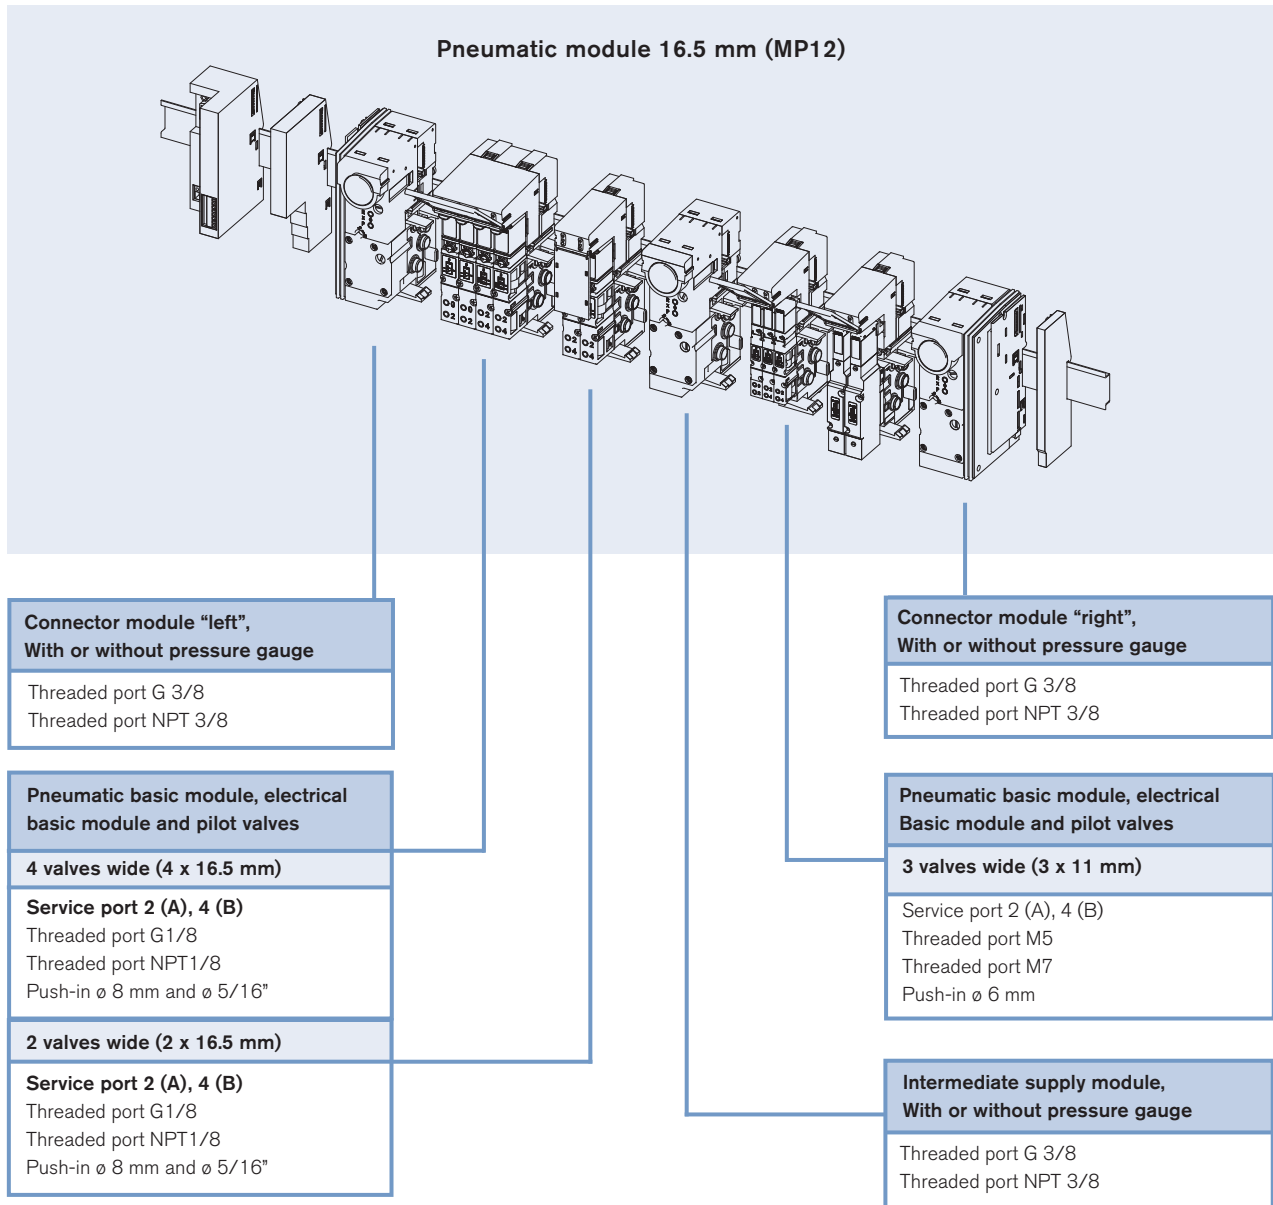 Pneumatic module 16.5 mm (MP12)
Connector module “left”,
With or without pressure gauge
Threaded port G 3/8
Threaded port NPT 3/8
Pneumatic basic module, electrical
basic module and pilot valves
4 valves wide (4 x 16.5 mm)
Service port 2 (A), 4 (B)
Threaded port G1/8
Threaded port NPT1/8
Push-in ø 8 mm and ø 5/16”
2 valves wide (2 x 16.5 mm)
Service port 2 (A), 4 (B)
Threaded port G1/8
Threaded port NPT1/8
Push-in ø 8 mm and ø 5/16”
Connector module “right”,
With or without pressure gauge
Threaded port G 3/8
Threaded port NPT 3/8
Pneumatic basic module, electrical
Basic module and pilot valves
3 valves wide (3 x 11 mm)
Service port 2 (A), 4 (B)
Threaded port M5
Threaded port M7
Push-in ø 6 mm
Intermediate supply module,
With or without pressure gauge
Threaded port G 3/8
Threaded port NPT 3/8